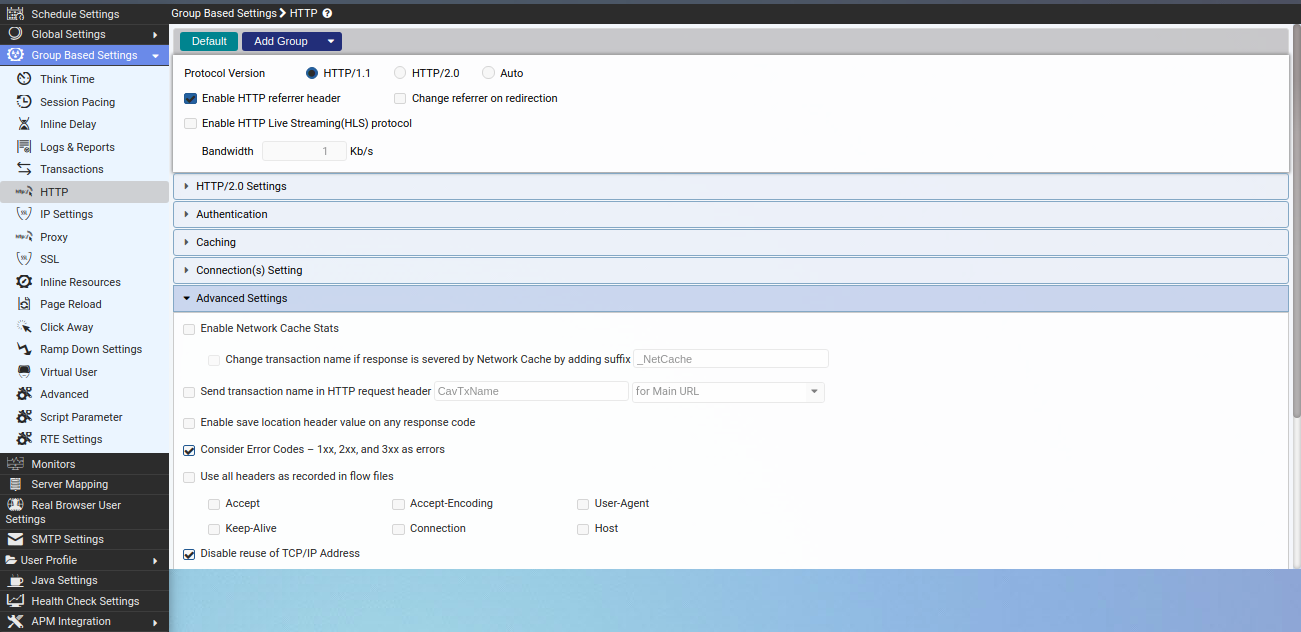 Schedule Settings
Global Settings
Group Based Settings
Think Time
Session Pacing
Inline Delay
Logs & Reports
Transactions
HTTP
IP Settings
Proxy
SSL
Inline Resources
Page Reload
Click Away
Ramp Down Settings
Virtual User
Advanced
Script Parameter
RTE Settings
Monitors
Server Mapping
Real Browser User
Settings
SMTP Settings
User Profile
Java Settings
Health Check Settings
APM Integration
Group Based Settings HTTP
Default Add Group
Protocol Version HTTP/1.1 HTTP/2.0 Auto
Enable HTTP referrer header Change referrer on redirection
Enable HTTP Live Streaming(HLS) protocol
Bandwidth 1 Kb/s
HTTP/2.0 Settings
Authentication
Caching
Connection(s) Setting
Advanced Settings
Enable Network Cache Stats
Change transaction name if response is severed by Network Cache by adding suffix _NetCache
Send transaction name in HTTP request header CavTxName for Main URL
Enable save location header value on any response code
Consider Error Codes – 1xx, 2xx, and 3xx as errors
Use all headers as recorded in flow files
Accept Accept-Encoding User-Agent
Keep-Alive Connection Host
Disable reuse of TCP/IP Address